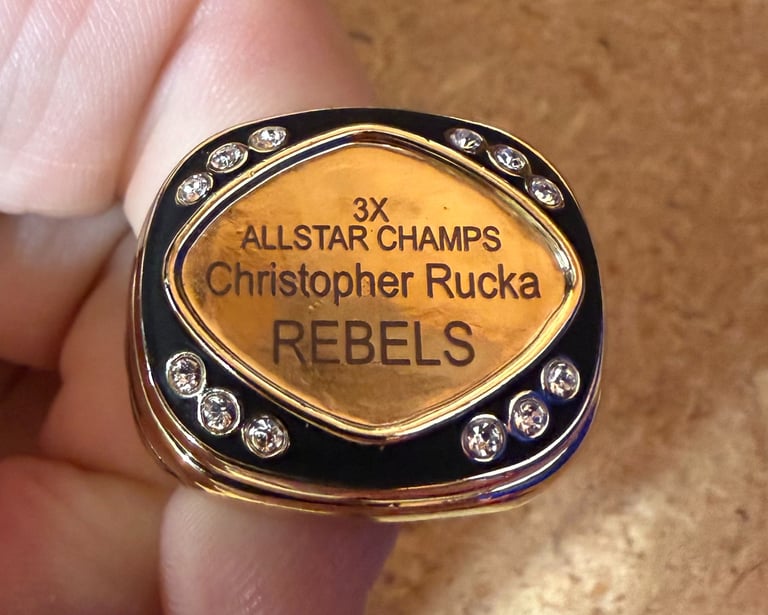 3X
ALLSTAR CHAMPS
Christopher Rucka
REBELS